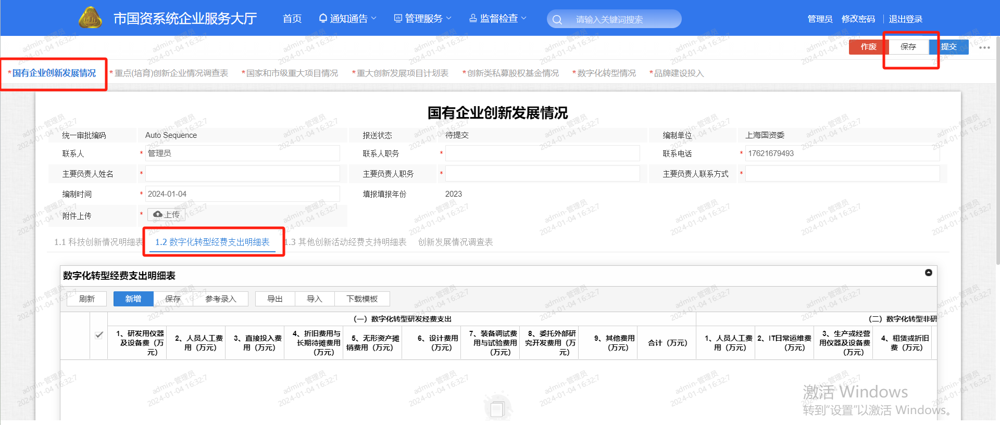 市国资系统企业服务大厅 首页 通知通告 管理服务 监督检查 请输入关键词搜索 管理员 修改密码 退出登录
作废 保存 提交
*国有企业创新发展情况 *重点(培育)创新企业情况调查表 *国家和市级重大项目情况 *重大创新发展项目计划表 *创新类私募股权基金情况 *数字化转型情况 *品牌建设投入
国有企业创新发展情况
统一审批编码 Auto Sequence 报送状态 待提交 编制单位 上海国资委
联系人 * 管理员 联系人职务 * 联系电话 * 17621679493
主要负责人姓名 * 主要负责人职务 * 主要负责人联系方式 *
编制时间 * 2024-01-04 填报填报年份 2023
附件上传 * 上传
1.1 科技创新情况明细表 1.2 数字化转型经费支出明细表 1.3 其他创新活动经费支持明细表 创新发展情况调查表
数字化转型经费支出明细表
刷新 新增 保存 参考录入 导出 导入 下载模板
（一）数字化转型研发经费支出 （二）数字化转型非研
1、研发用仪器及设备费（万元） 2、人员人工费用（万元） 3、直接投入费用（万元） 4、折旧费用与长期待摊费用（万元） 5、无形资产摊销费用（万元） 6、设计费用（万元） 7、装备调试费用与试验费用（万元） 8、委托外部研究开发费用（万元） 9、其他费用（万元） 合计（万元） 1、人员人工费用（万元） 2、IT日常运维费（万元） 3、生产或经营用仪器及设备费（万元） 4、租赁或折旧费（万元）
激活 Windows
转到“设置”以激活 Windows。
admin-管理员
2024-01-04 16:32:7